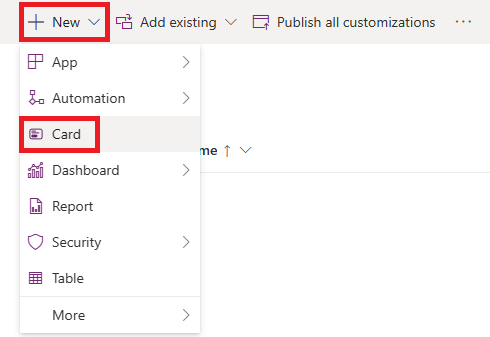 New Add existing Publish all customizations ···
App
Automation
Card
me ↑
Dashboard
Report
Security
Table
More